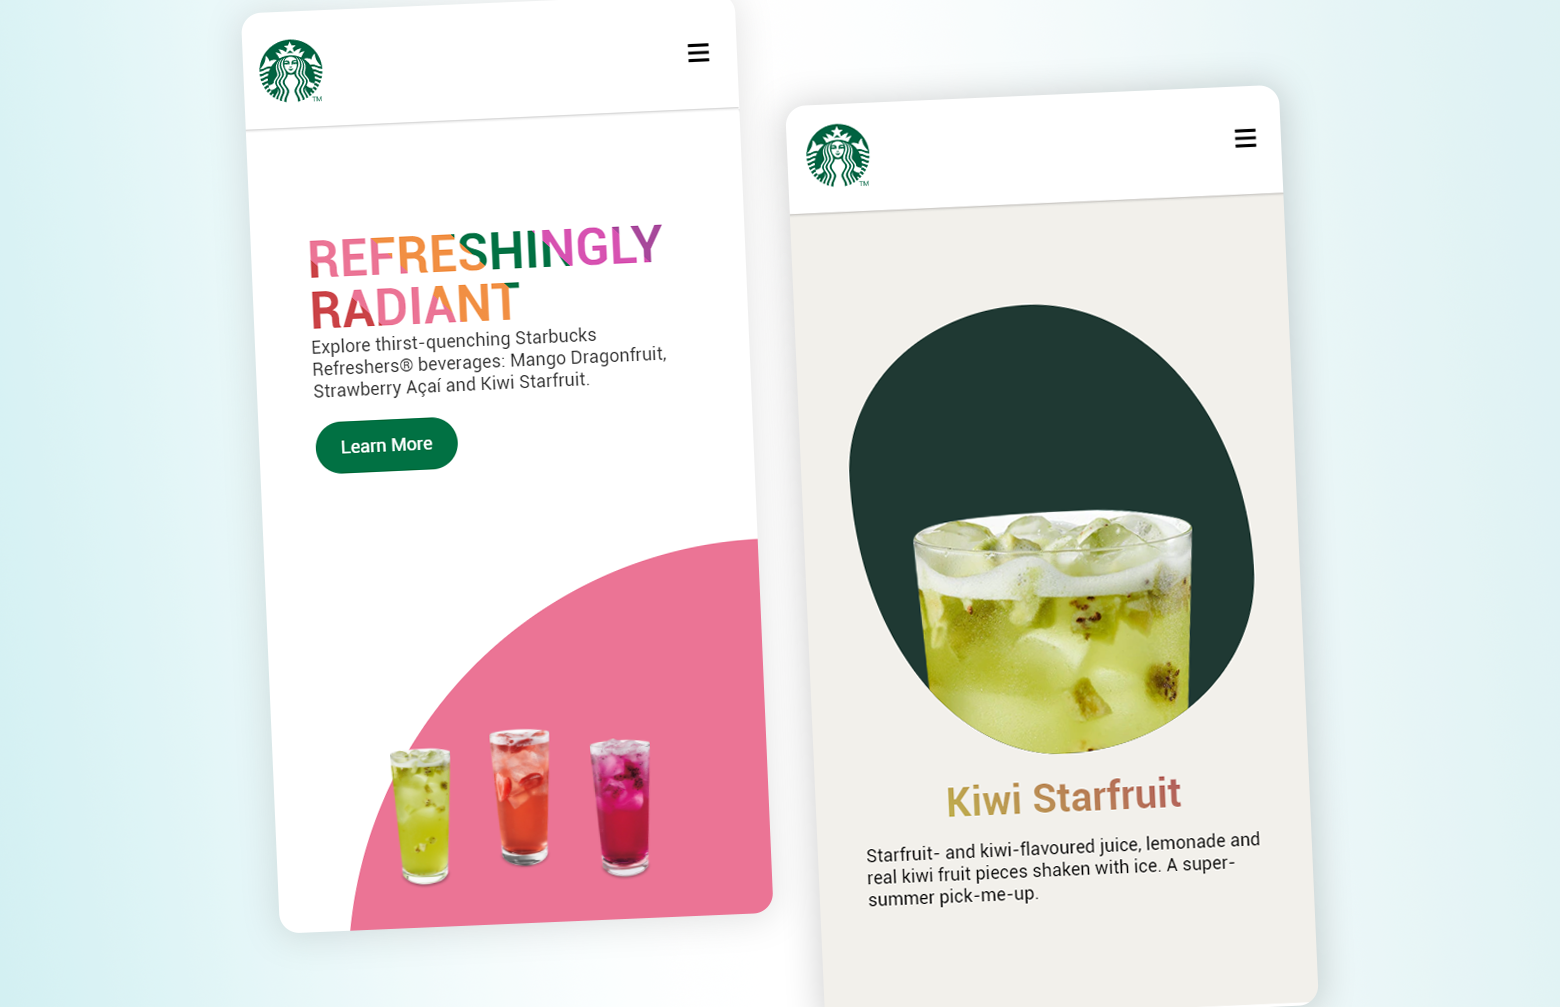 TM
REFRESHINGLY
RADIANT
Explore thirst-quenching Starbucks
Refreshers® beverages: Mango Dragonfruit,
Strawberry Açaí and Kiwi Starfruit.
Learn More
TM
Kiwi Starfruit
Starfruit- and kiwi-flavoured juice, lemonade and
real kiwi fruit pieces shaken with ice. A super-
summer pick-me-up.